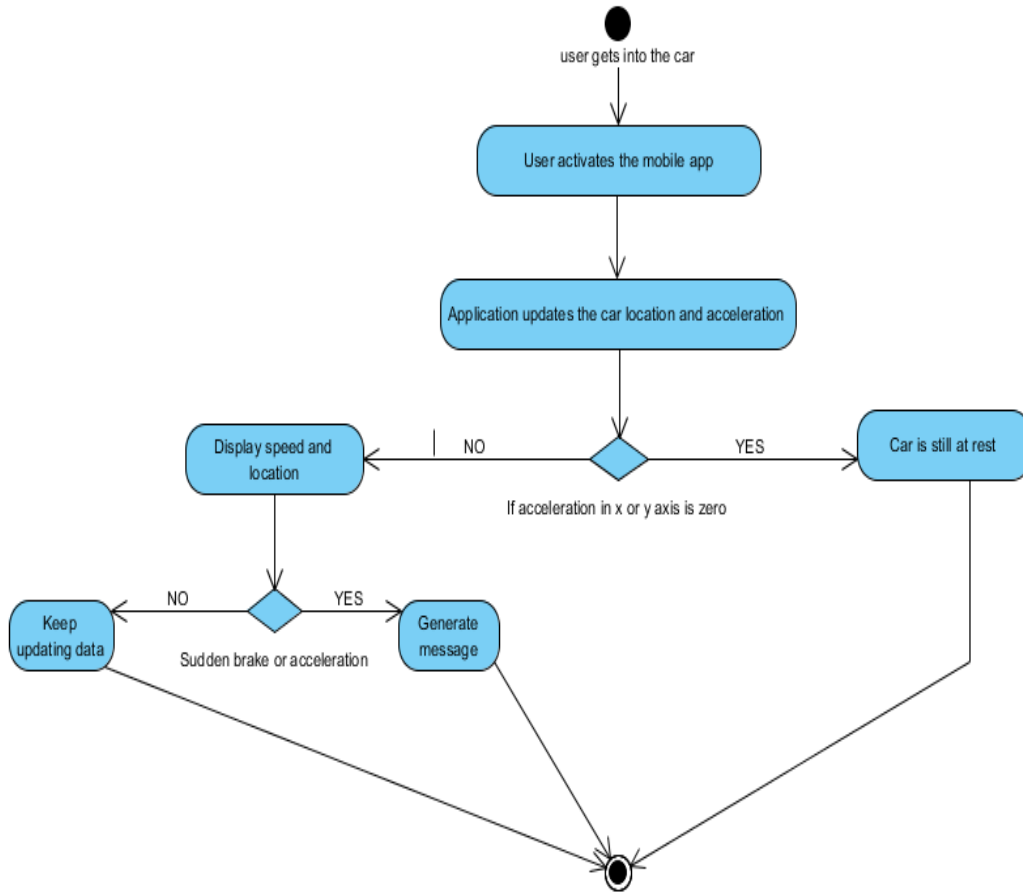 user gets into the car
User activates the mobile app
Application updates the car location and acceleration
Display speed and
location
NO
YES
Car is still at rest
If acceleration in x or y axis is zero
NO
YES
Keep
updating data
Generate
message
Sudden brake or acceleration